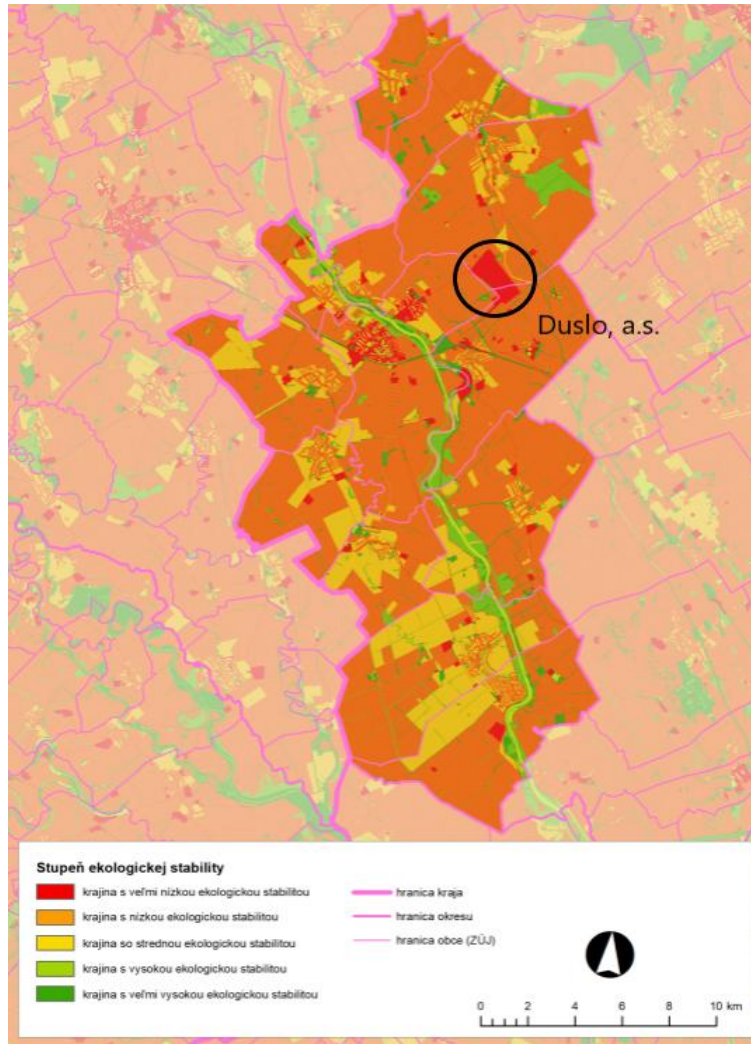 Duslo, a.s.
Stupeň ekologickej stability
krajina s veľmi nízkou ekologickou stabilitou
krajina s nízkou ekologickou stabilitou
krajina so strednou ekologickou stabilitou
krajina s vysokou ekologickou stabilitou
krajina s veľmi vysokou ekologickou stabilitou
hranica kraja
hranica okresu
hranica obce (ZÚJ)
0 2 4 6 8 10 km